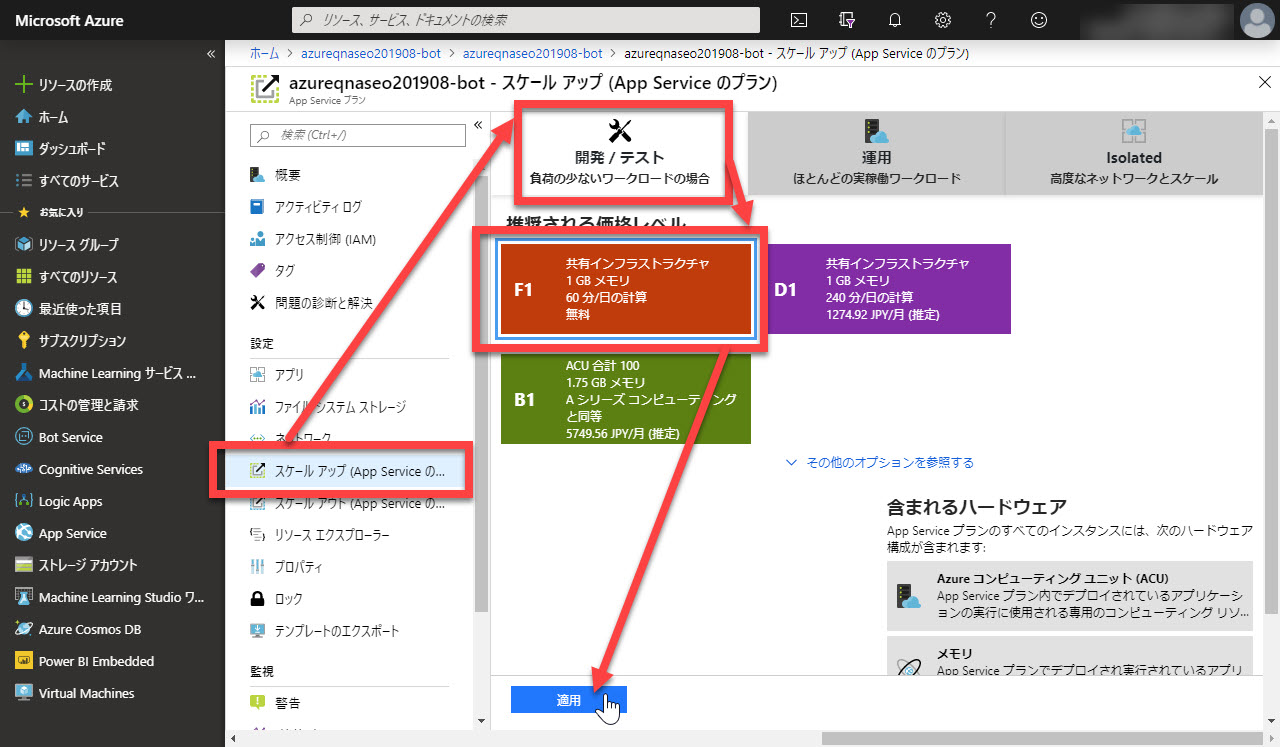 Microsoft Azure
リソース、サービス、ドキュメントの検索
ホーム
azureqnaseo201908-bot
azureqnaseo201908-bot
azureqnaseo201908-bot - スケール アップ (App Service のプラン)
リソースの作成
ホーム
ダッシュボード
すべてのサービス
お気に入り
リソース グループ
すべてのリソース
最近使った項目
サブスクリプション
Machine Learning サービス ...
コストの管理と請求
Bot Service
Cognitive Services
Logic Apps
App Service
ストレージ アカウント
Machine Learning Studio ワ...
Azure Cosmos DB
Power BI Embedded
Virtual Machines
azureqnaseo201908-bot - スケール アップ (App Service のプラン)
App Service プラン
検索 (Ctrl+/)
概要
アクティビティ ログ
アクセス制御 (IAM)
タグ
問題の診断と解決
設定
アプリ
ファイル システム ストレージ
ネットワーク
スケール アップ (App Service の...
スケール アウト (App Service の...
リソース エクスプローラー
プロパティ
ロック
テンプレートのエクスポート
監視
警告
開発 / テスト
負荷の少ないワークロードの場合
運用
ほとんどの実稼働ワークロード
Isolated
高度なネットワークとスケール
推奨される価格レベル
F1
共有インフラストラクチャ
1 GB メモリ
60 分/日の計算
無料
D1
共有インフラストラクチャ
1 GB メモリ
240 分/日の計算
1274.92 JPY/月 (推定)
B1
ACU 合計 100
1.75 GB メモリ
A シリーズ コンピューティング
と同等
5749.56 JPY/月 (推定)
その他のオプションを参照する
含まれるハードウェア
App Service プランのすべてのインスタンスには、次のハードウェア
構成が含まれます:
Azure コンピューティング ユニット (ACU)
App Service プラン内でデプロイされているアプリケーシ
ョンの実行に使用される専用のコンピューティング リソ...
メモリ
App Service プランでデプロイされ実行されているアプリ
適用